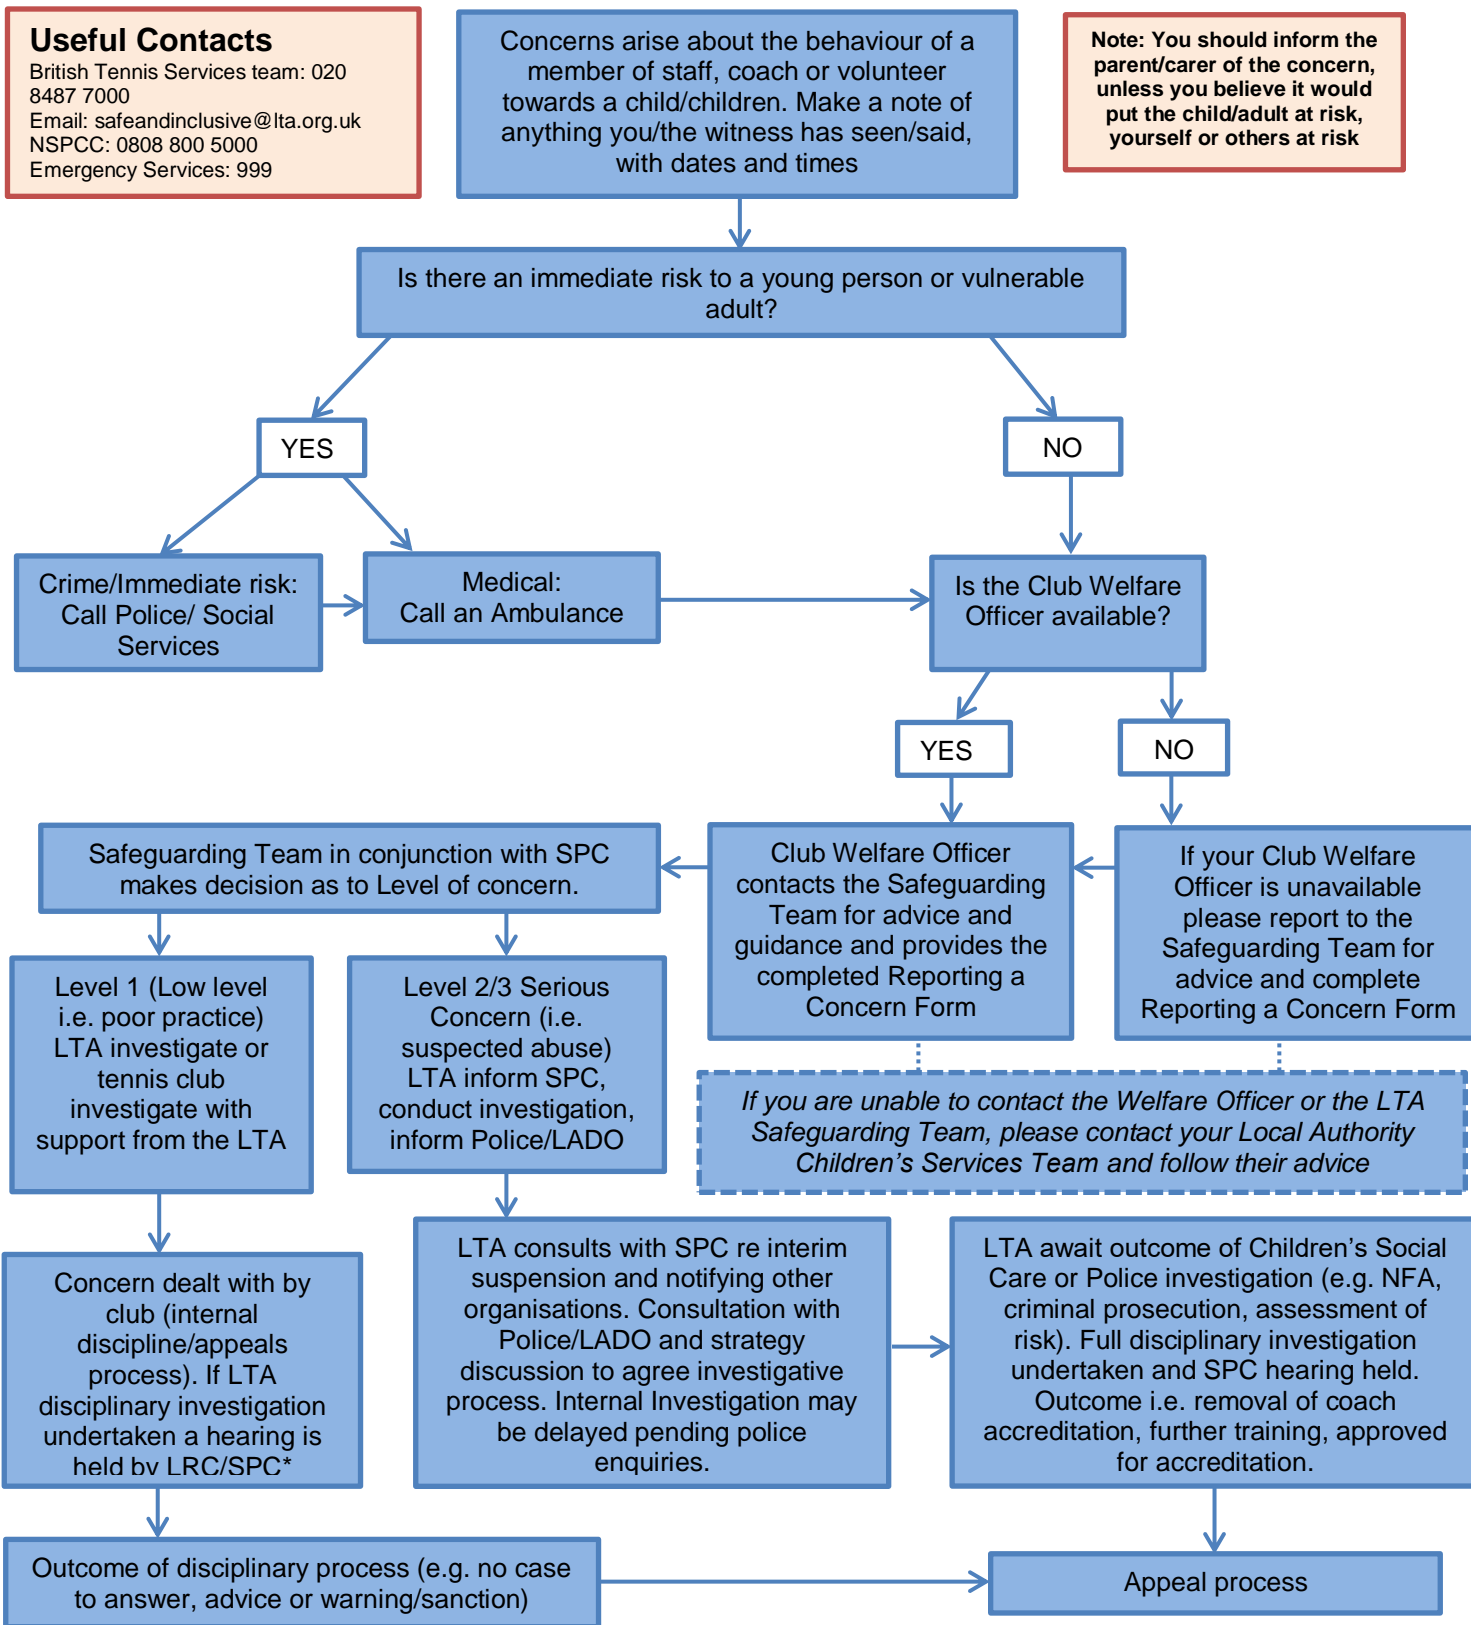 Useful Contacts
British Tennis Services team: 020
8487 7000
Email: safeandinclusive@lta.org.uk
NSPCC: 0808 800 5000
Emergency Services: 999
Concerns arise about the behaviour of a
member of staff, coach or volunteer
towards a child/children. Make a note of
anything you/the witness has seen/said,
with dates and times
Note: You should inform the
parent/carer of the concern,
unless you believe it would
put the child/adult at risk,
yourself or others at risk
Is there an immediate risk to a young person or vulnerable
adult?
YES
NO
Crime/Immediate risk:
Call Police/ Social
Services
Medical:
Call an Ambulance
Is the Club Welfare
Officer available?
YES
NO
Safeguarding Team in conjunction with SPC
makes decision as to Level of concern.
Club Welfare Officer
contacts the Safeguarding
Team for advice and
guidance and provides the
completed Reporting a
Concern Form
If your Club Welfare
Officer is unavailable
please report to the
Safeguarding Team for
advice and complete
Reporting a Concern Form
Level 1 (Low level
i.e. poor practice)
LTA investigate or
tennis club
investigate with
support from the LTA
Level 2/3 Serious
Concern (i.e.
suspected abuse)
LTA inform SPC,
conduct investigation,
inform Police/LADO
If you are unable to contact the Welfare Officer or the LTA
Safeguarding Team, please contact your Local Authority
Children’s Services Team and follow their advice
Concern dealt with by
club (internal
discipline/appeals
process). If LTA
disciplinary investigation
undertaken a hearing is
held by LRC/SPC*
LTA consults with SPC re interim
suspension and notifying other
organisations. Consultation with
Police/LADO and strategy
discussion to agree investigative
process. Internal Investigation may
be delayed pending police
enquiries.
LTA await outcome of Children’s Social
Care or Police investigation (e.g. NFA,
criminal prosecution, assessment of
risk). Full disciplinary investigation
undertaken and SPC hearing held.
Outcome i.e. removal of coach
accreditation, further training, approved
for accreditation.
Outcome of disciplinary process (e.g. no case
to answer, advice or warning/sanction)
Appeal process